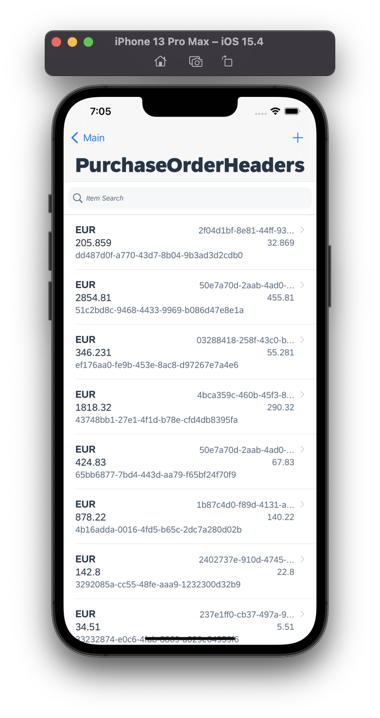 iPhone 13 Pro Max – iOS 15.4
7:05
Main
PurchaseOrderHeaders
Item Search
EUR 2f04d1bf-8e81-44ff-93...
205.859 32.869
dd487d0f-a770-43d7-8b04-9b3ad3d2cdb0
EUR 50e7a70d-2aab-4ad0-...
2854.81 455.81
51c2bd8c-9468-4433-9969-b086d47e8e1a
EUR 03288418-258f-43c0-b...
346.231 55.281
ef176aa0-fe9b-453e-8ac8-d97267e7a4e6
EUR 4bca359c-460b-45f3-8...
1818.32 290.32
43748bb1-27e1-4f1d-b78e-cfd4db8395fa
EUR 50e7a70d-2aab-4ad0-...
424.83 67.83
65bb6877-7bd4-443d-aa79-f65bf24f70f9
EUR 1b87c4d0-f89d-4131-a...
878.22 140.22
4b16adda-0016-4fd5-b65c-2dc7a280d02b
EUR 2402737e-910d-4745-...
142.8 22.8
3292085a-cc55-48fe-aaa9-1232300d32b9
EUR 237e1ff0-cb37-497a-9...
34.51 5.51